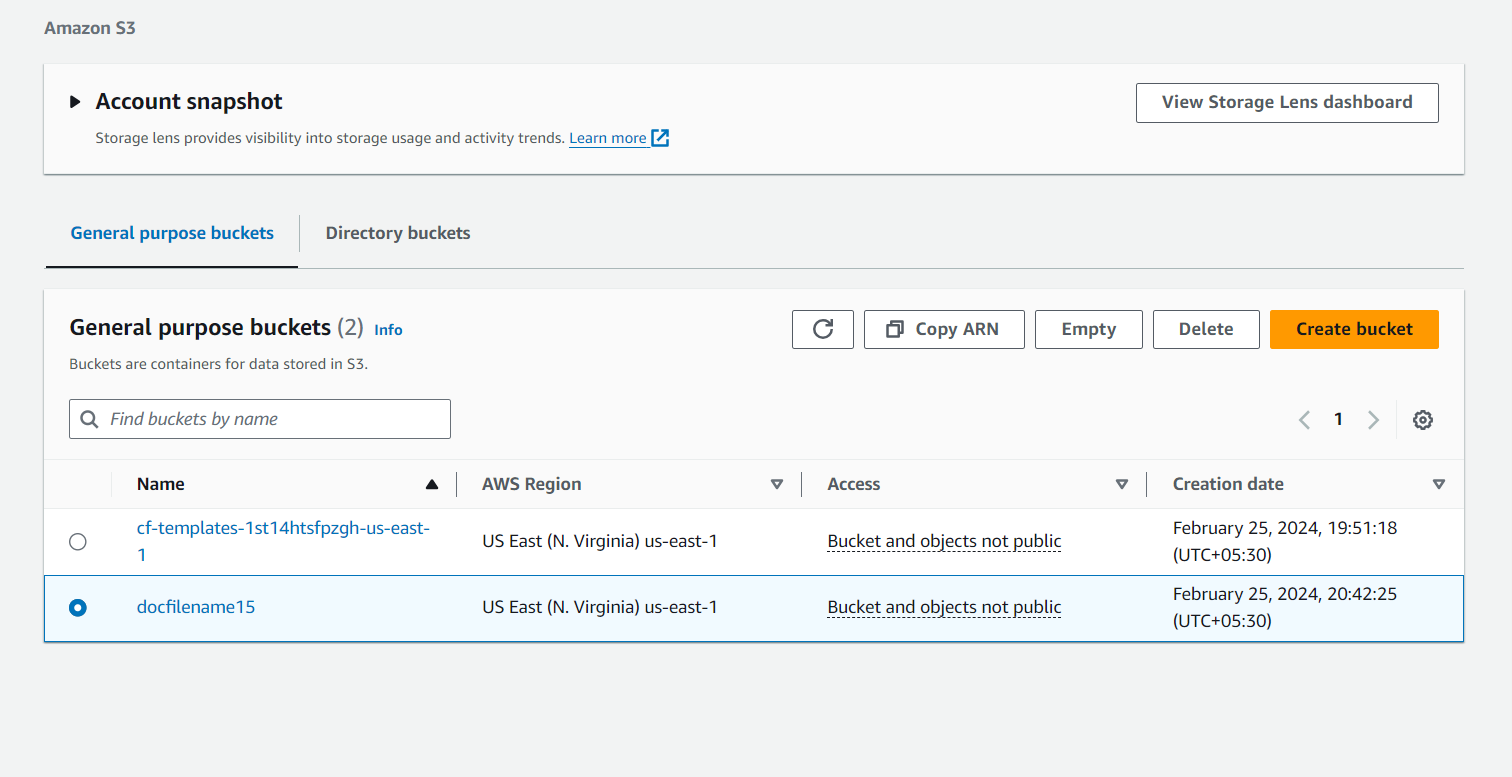 Amazon S3
Account snapshot
View Storage Lens dashboard
Storage lens provides visibility into storage usage and activity trends. Learn more
General purpose buckets
Directory buckets
General purpose buckets (2) Info
Copy ARN
Empty
Delete
Create bucket
Buckets are containers for data stored in S3.
Find buckets by name
1
Name
AWS Region
Access
Creation date
cf-templates-1st14htsfpzgh-us-east-
1
US East (N. Virginia) us-east-1
Bucket and objects not public
February 25, 2024, 19:51:18
(UTC+05:30)
docfilename15
US East (N. Virginia) us-east-1
Bucket and objects not public
February 25, 2024, 20:42:25
(UTC+05:30)